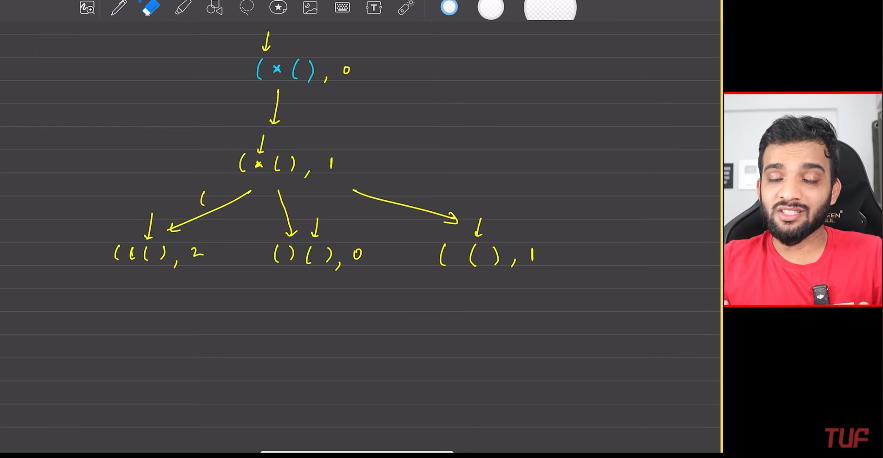 ( * ( ) , 0
( * ( ) , 1
(
( ( ( ) , 2
( ) ( ) , 0
( ( ) , 1
TUF